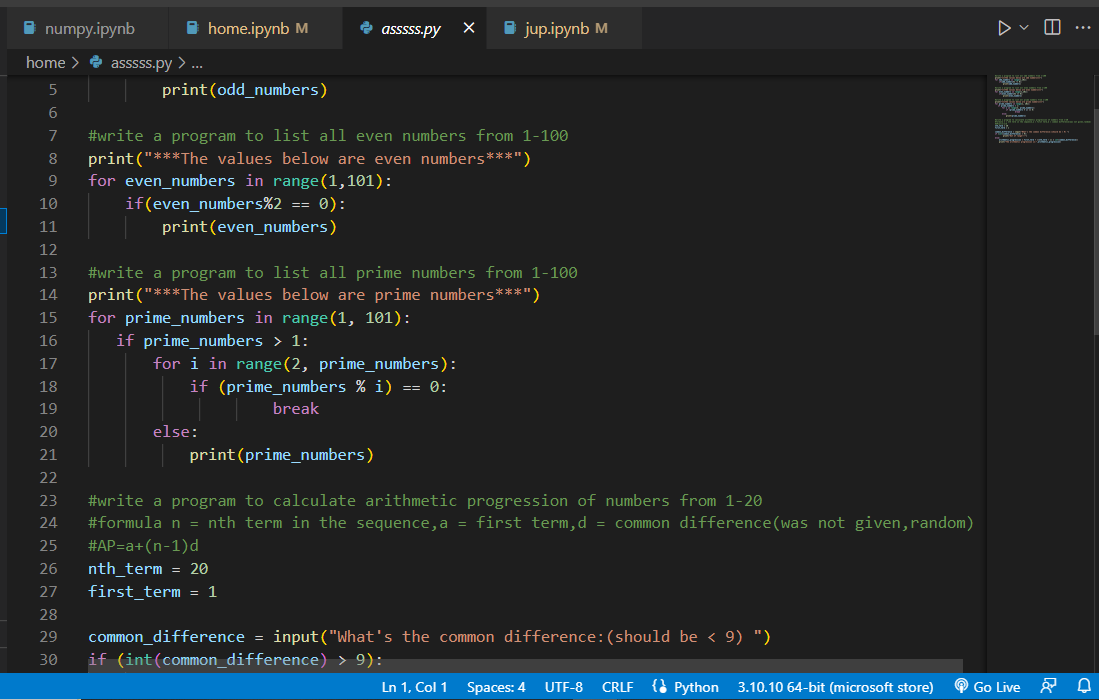 numpy.ipynb home.ipynb M asssss.py jup.ipynb M
home > asssss.py > ...
5 print(odd_numbers)
6
7 #write a program to list all even numbers from 1-100
8 print("***The values below are even numbers***")
9 for even_numbers in range(1,101):
10 if(even_numbers%2 == 0):
11 print(even_numbers)
12
13 #write a program to list all prime numbers from 1-100
14 print("***The values below are prime numbers***")
15 for prime_numbers in range(1, 101):
16 if prime_numbers > 1:
17 for i in range(2, prime_numbers):
18 if (prime_numbers % i) == 0:
19 break
20 else:
21 print(prime_numbers)
22
23 #write a program to calculate arithmetic progression of numbers from 1-20
24 #formula n = nth term in the sequence,a = first term,d = common difference(was not given,random)
25 #AP=a+(n-1)d
26 nth_term = 20
27 first_term = 1
28
29 common_difference = input("What's the common difference:(should be < 9) ")
30 if (int(common_difference) > 9):
Ln 1, Col 1 Spaces: 4 UTF-8 CRLF Python 3.10.10 64-bit (microsoft store) Go Live